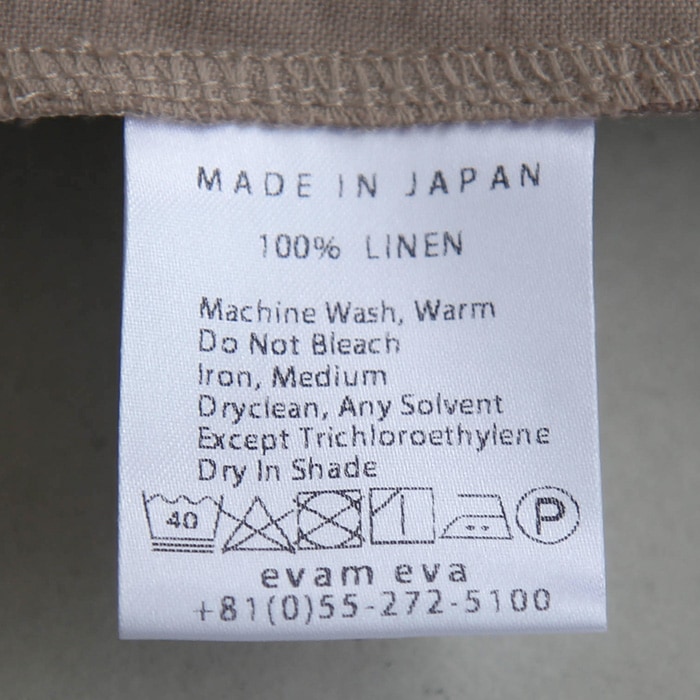 MADE IN JAPAN
100% LINEN
Machine Wash, Warm
Do Not Bleach
Iron, Medium
Dryclean, Any Solvent
Except Trichloroethylene
Dry In Shade
40 P
evam eva
+81(0)55-272-5100